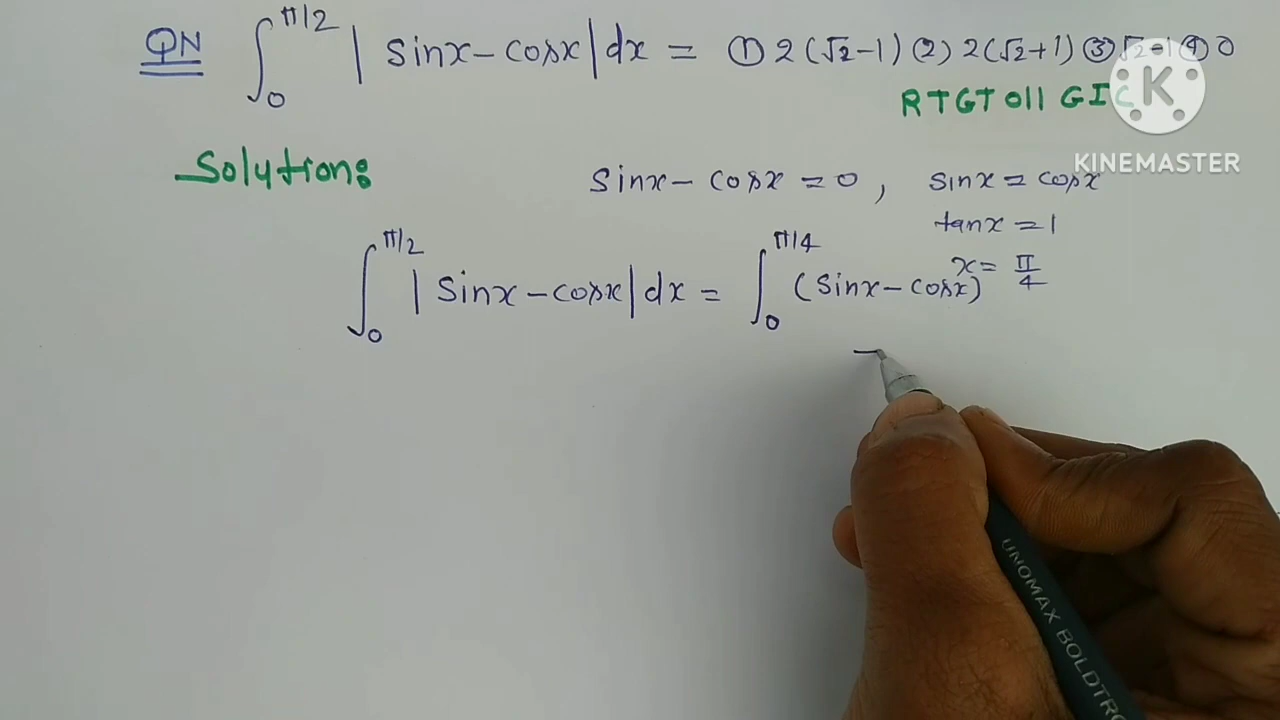 QN ∫₀^π/2 | sinx - cosx | dx = ① 2(√2-1) ② 2(√2+1) ③ √2-1 ④ 0
RTGT 011 GIC
K
KINEMASTER
Solution:
sinx - cosx = 0, sinx = cosx
tanx = 1
x = π/4
∫₀^π/2 | sinx - cosx | dx = ∫₀^π/4 (sinx - cosx)
UNOMAX BOLDTRO